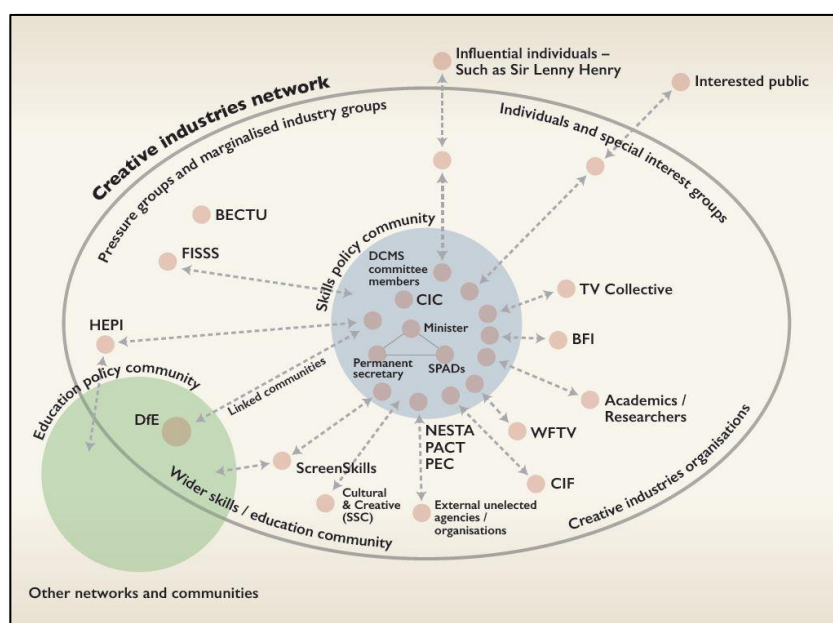 Influential individuals –
Such as Sir Lenny Henry
Interested public
Creative industries network
Pressure groups and marginalised industry groups
Individuals and special interest groups
BECTU
FISSS
Skills policy community
DCMS
committee
members
CIC
TV Collective
HEPI
Minister
BFI
Education policy community
Permanent
secretary
SPADs
Linked communities
DfE
Academics /
Researchers
NESTA
PACT
PEC
WFTV
ScreenSkills
CIF
Wider skills / education community
Cultural
& Creative
(SSC)
External unelected
agencies /
organisations
Creative industries organisations
Other networks and communities